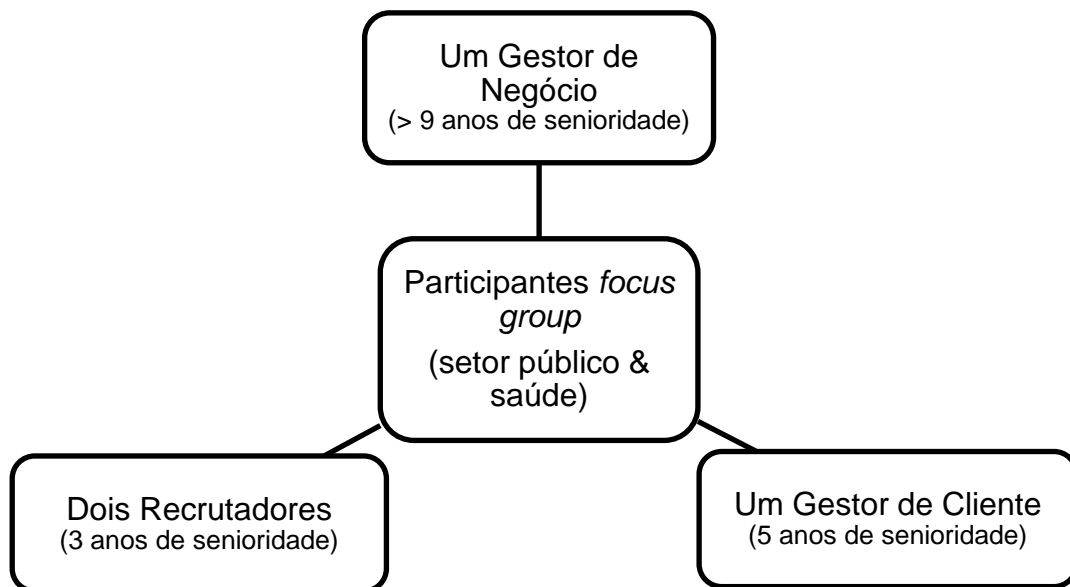 Um Gestor de
Negócio
(> 9 anos de senioridade)
Participantes focus
group
(setor público &
saúde)
Dois Recrutadores
(3 anos de senioridade)
Um Gestor de Cliente
(5 anos de senioridade)